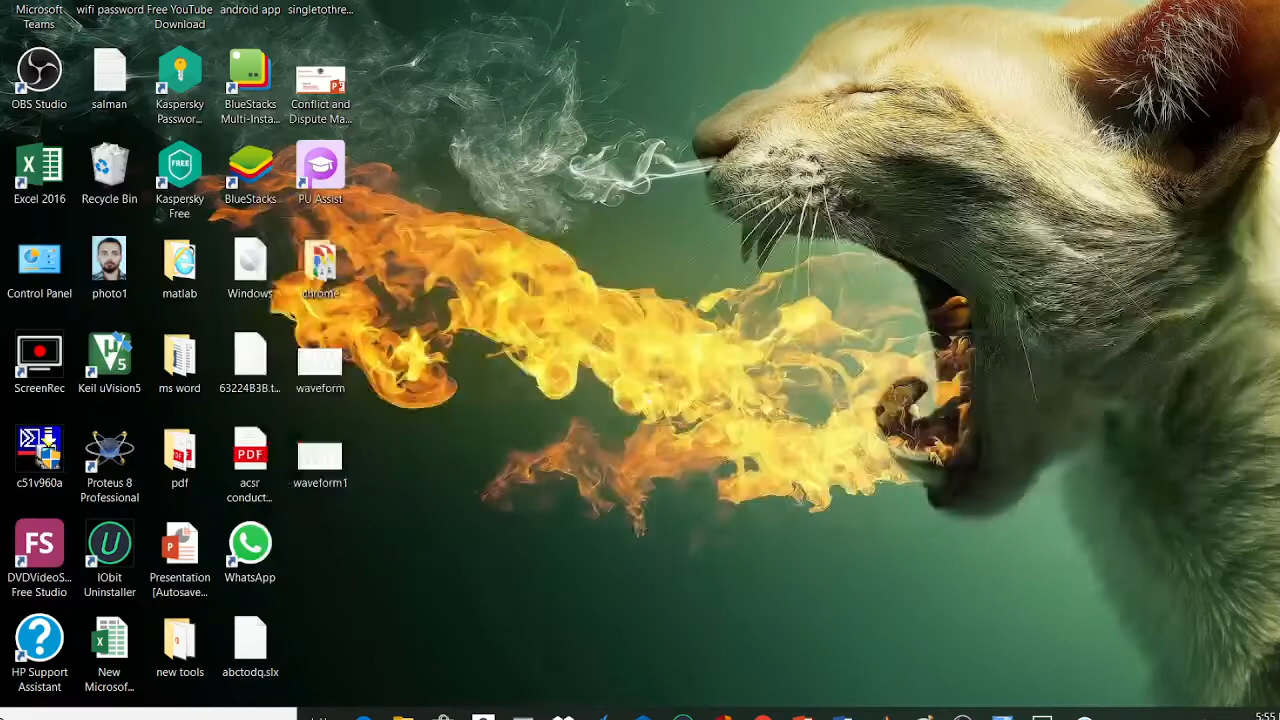 Microsoft
Teams
wifi password
Free YouTube
Download
android app
singletothre...
OBS Studio
salman
Kaspersky
Passwor...
BlueStacks
Multi-Insta...
Conflict and
Dispute Ma...
Excel 2016
Recycle Bin
FREE
Kaspersky
Free
BlueStacks
PU Assist
Control Panel
photo1
matlab
Windows
chrome
ScreenRec
5
Keil uVision5
ms word
63224B3B.t...
waveform
c51v960a
Proteus 8
Professional
pdf
PDF
acsr
conduct...
waveform1
FS
DVDVideoS...
Free Studio
U
IObit
Uninstaller
Presentation
[Autosave...
WhatsApp
?
HP Support
Assistant
New
Microsof...
new tools
abctodq.slx
5:55